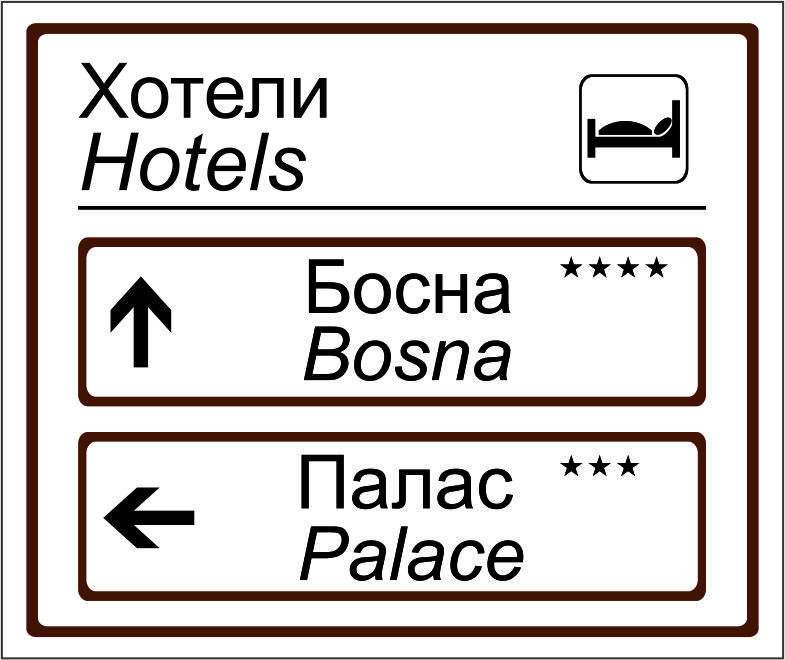 Хотели
Hotels
Босна ★★★★
Bosna
Палас ★★★
Palace